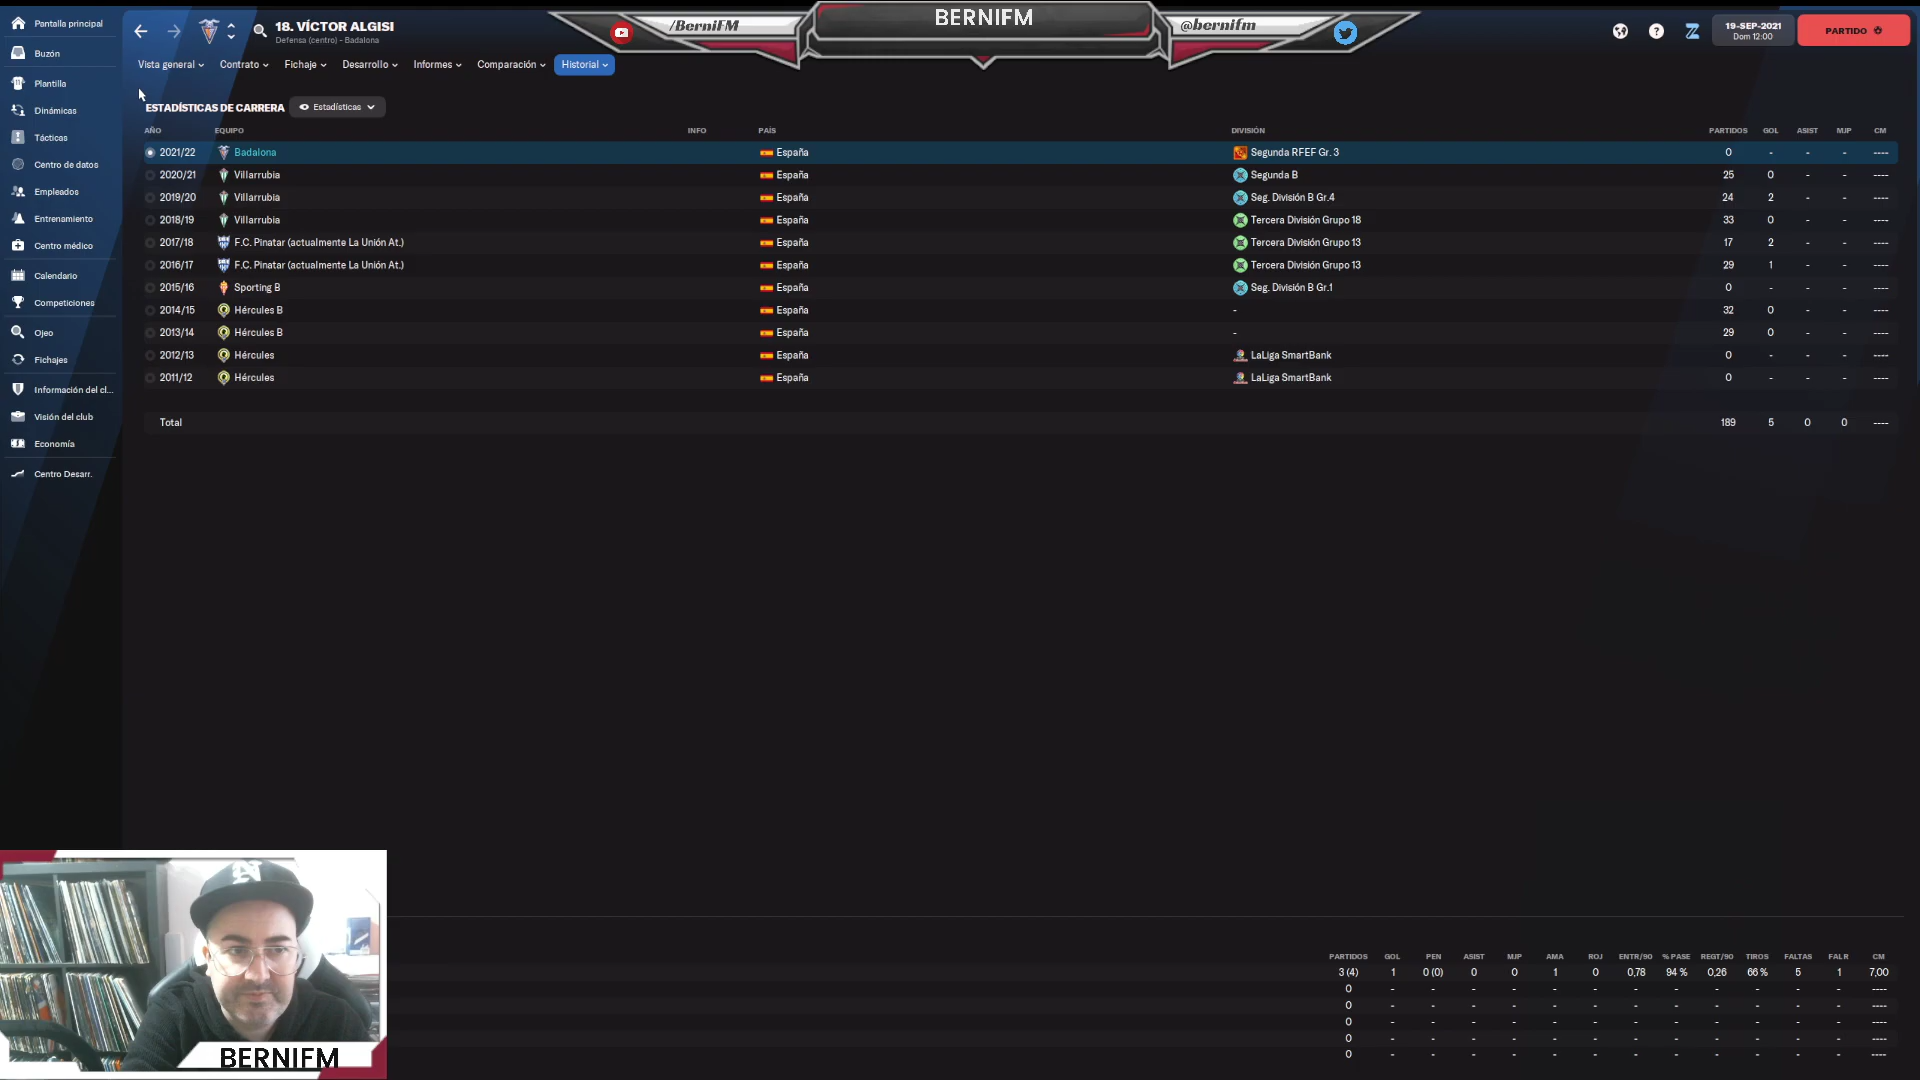 Pantalla principal
Buzón
Plantilla
Dinámicas
Tácticas
Centro de datos
Empleados
Entrenamiento
Centro médico
Calendario
Competiciones
Ojeo
Fichajes
Información del cl...
Visión del club
Economía
Centro Desarr.
18. VÍCTOR ALGISI
Defensa (centro) - Badalona
/BerniFM
BERNIFM
@bernifm
19-SEP-2021
Dom 12:00
PARTIDO
Vista general Contrato Fichaje Desarrollo Informes Comparación Historial
ESTADÍSTICAS DE CARRERA Estadísticas
AÑO EQUIPO INFO PAÍS DIVISIÓN PARTIDOS GOL ASIST MJP CM
2021/22 Badalona España Segunda RFEF Gr. 3 0 - - - ----
2020/21 Villarrubia España Segunda B 25 0 - - ----
2019/20 Villarrubia España Seg. División B Gr.4 24 2 - - ----
2018/19 Villarrubia España Tercera División Grupo 18 33 0 - - ----
2017/18 F.C. Pinatar (actualmente La Unión At.) España Tercera División Grupo 13 17 2 - - ----
2016/17 F.C. Pinatar (actualmente La Unión At.) España Tercera División Grupo 13 29 1 - - ----
2015/16 Sporting B España Seg. División B Gr.1 0 - - - ----
2014/15 Hércules B España - 32 0 - - ----
2013/14 Hércules B España - 29 0 - - ----
2012/13 Hércules España LaLiga SmartBank 0 - - - ----
2011/12 Hércules España LaLiga SmartBank 0 - - - ----
Total 189 5 0 0 ----
PARTIDOS GOL PEN ASIST MJP AMA ROJ ENTR/90 % PASE REGT/90 TIROS FALTAS FALR CM
3 (4) 1 0 (0) 0 0 1 0 0,78 94 % 0,26 66 % 5 1 7,00
0 - - - - - - - - - - - - ----
0 - - - - - - - - - - - - ----
0 - - - - - - - - - - - - ----
0 - - - - - - - - - - - - ----
0 - - - - - - - - - - - - ----
BERNIFM